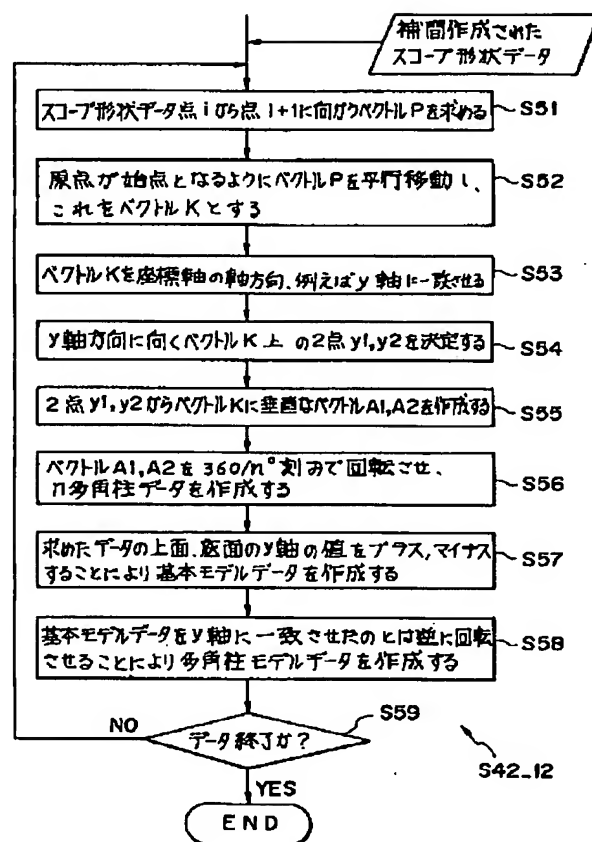 補間作成された
スコープ形状データ
スコープ形状データ点iから点i+1に向かうベクトルPを求める
S51
原点が始点となるようにベクトルPを平行移動し、
これをベクトルKとする
S52
ベクトルKを座標軸の軸方向、例えばy軸に一致させる
S53
y軸方向に向くベクトルK上の2点y1,y2を決定する
S54
2点y1,y2からベクトルKに垂直なベクトルA1,A2を作成する
S55
ベクトルA1,A2を360/n°刻みで回転させ、
n多角柱データを作成する
S56
求めたデータの上面、底面のy軸の値をプラス,マイナス
することにより基本モデルデータを作成する
S57
基本モデルデータをy軸に一致させたのとは逆に回転
させることにより多角柱モデルデータを作成する
S58
S59
NO
データ終了か?
S42_12
YES
END